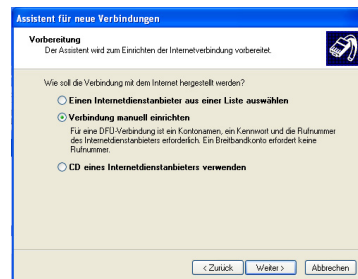 Assistent für neue Verbindungen
Vorbereitung
Der Assistent wird zum Einrichten der Internetverbindung vorbereitet.
Wie soll die Verbindung mit dem Internet hergestellt werden?
Einen Internetdienstanbieter aus einer Liste auswählen
Verbindung manuell einrichten
Für eine DFÜ-Verbindung ist ein Kontonamen, ein Kennwort und die Rufnummer
des Internetdienstanbieters erforderlich. Ein Breitbandkonto erfordert keine
Rufnummer.
CD eines Internetdienstanbieters verwenden
< Zurück Weiter > Abbrechen